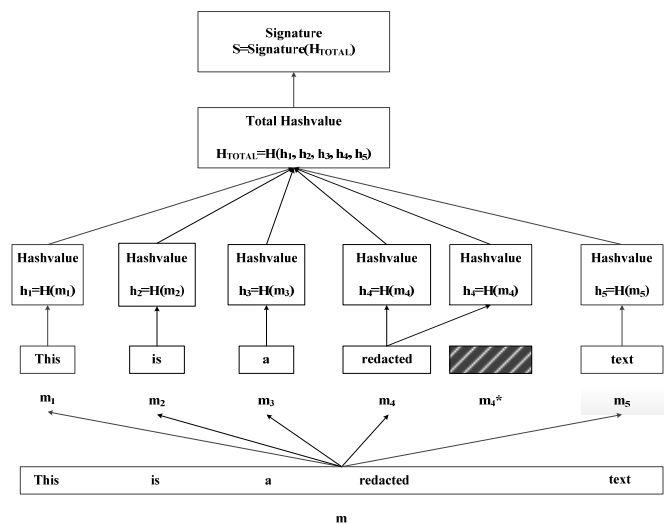 Signature
S=Signature(H_TOTAL)
Total Hashvalue
H_TOTAL=H(h₁, h₂, h₃, h₄, h₅)
Hashvalue
h₁=H(m₁)
Hashvalue
h₂=H(m₂)
Hashvalue
h₃=H(m₃)
Hashvalue
h₄=H(m₄)
Hashvalue
h₄=H(m₄)
Hashvalue
h₅=H(m₅)
This
is
a
redacted
text
m₁
m₂
m₃
m₄
m₄*
m₅
This is a redacted text
m